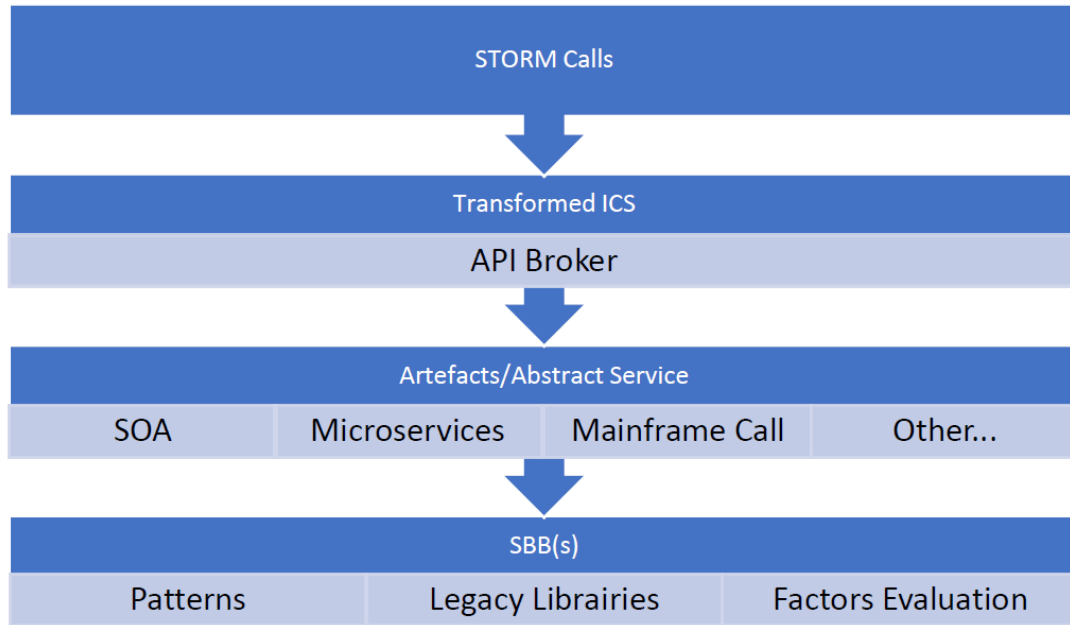 STORM Calls
Transformed ICS
API Broker
Artefacts/Abstract Service
SOA Microservices Mainframe Call Other...
SBB(s)
Patterns Legacy Librairies Factors Evaluation